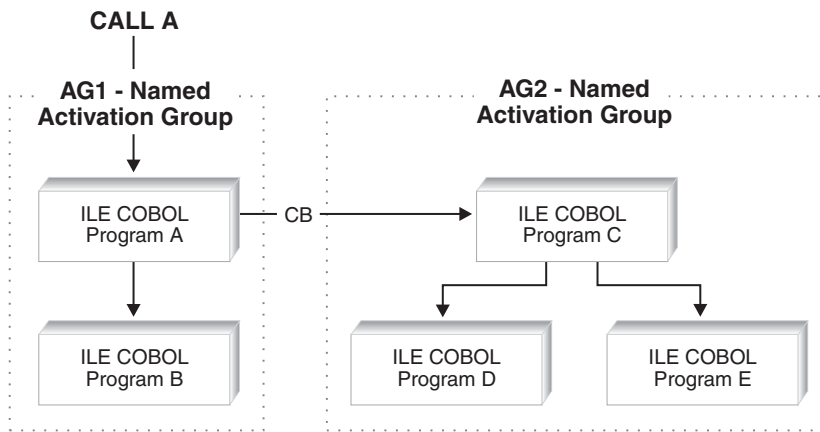 CALL A
AG1 - Named
Activation Group
AG2 - Named
Activation Group
ILE COBOL
Program A
CB
ILE COBOL
Program C
ILE COBOL
Program B
ILE COBOL
Program D
ILE COBOL
Program E